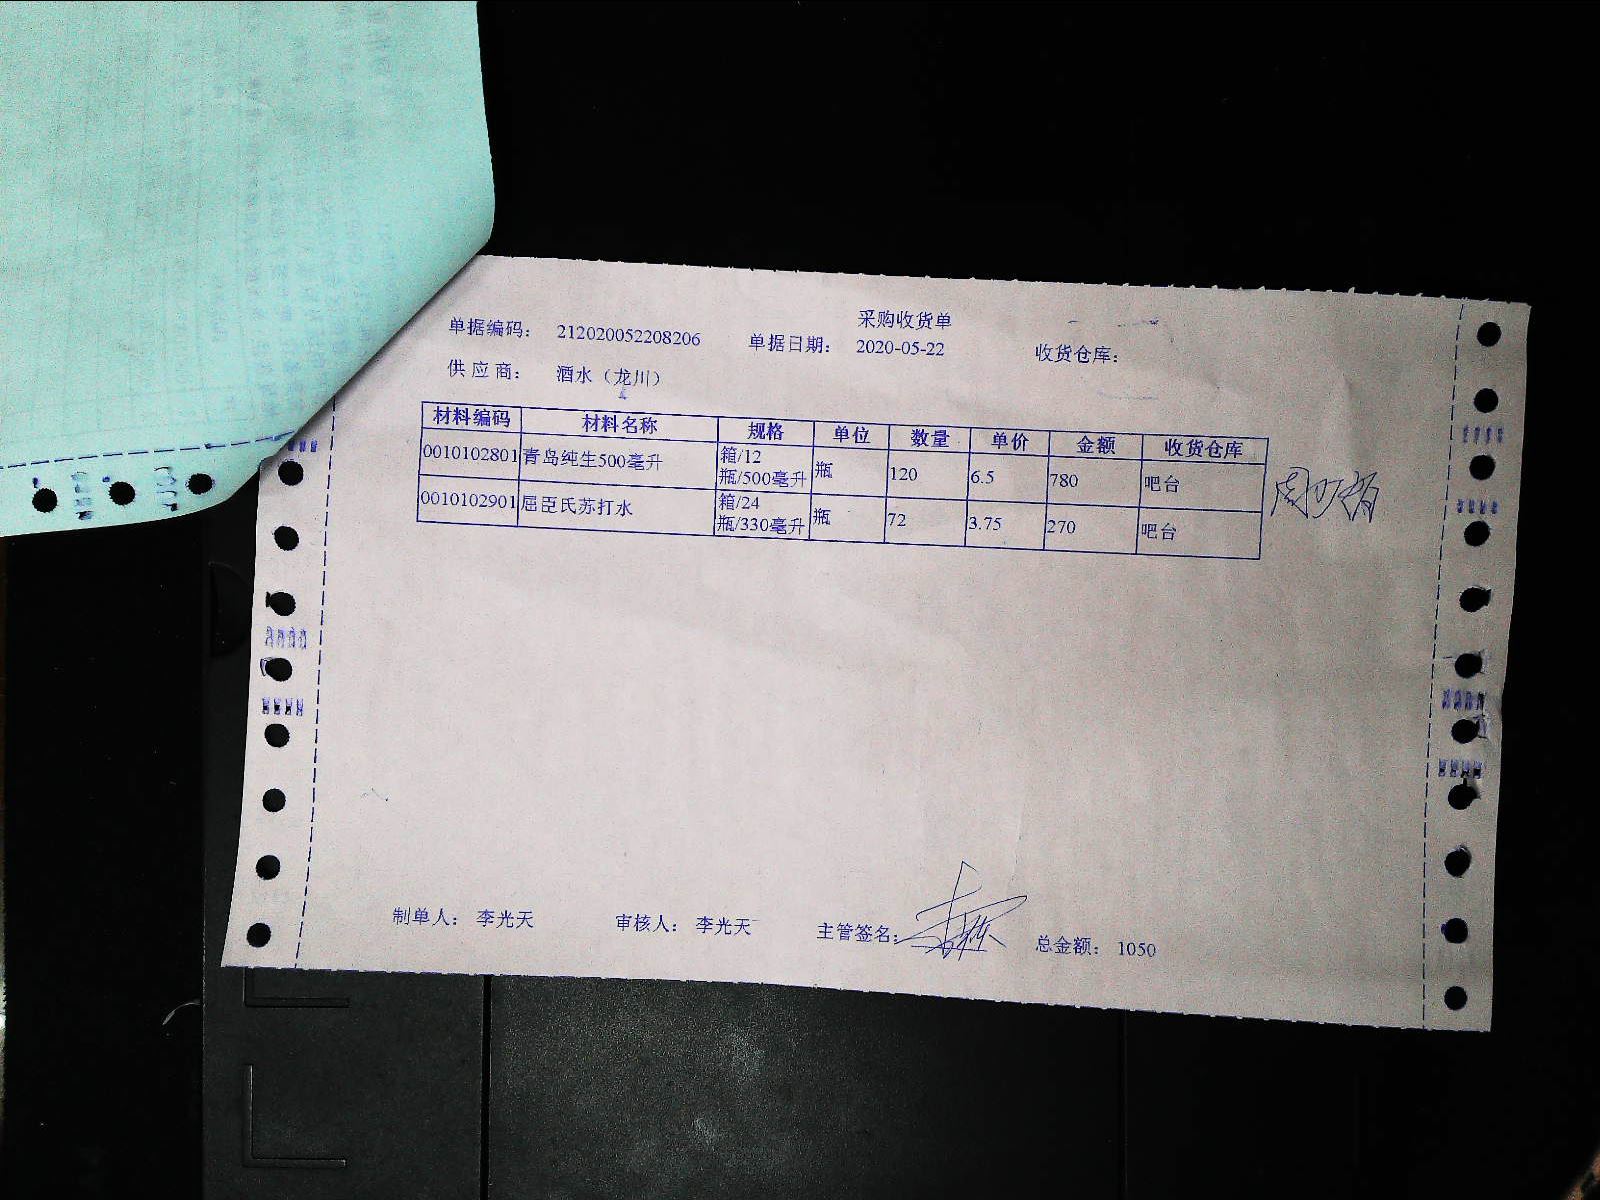 采购收货单
单据编码: 212020052208206 单据日期: 2020-05-22 收货仓库:
供应商: 酒水(龙川)
材料编码 材料名称 规格 单位 数量 单价 金额 收货仓库
0010102801 青岛纯生500毫升 箱/12瓶/500毫升 瓶 120 6.5 780 吧台
0010102901 屈臣氏苏打水 箱/24瓶/330毫升 瓶 72 3.75 270 吧台
制单人: 李光天 审核人: 李光天 主管签名: 总金额: 1050